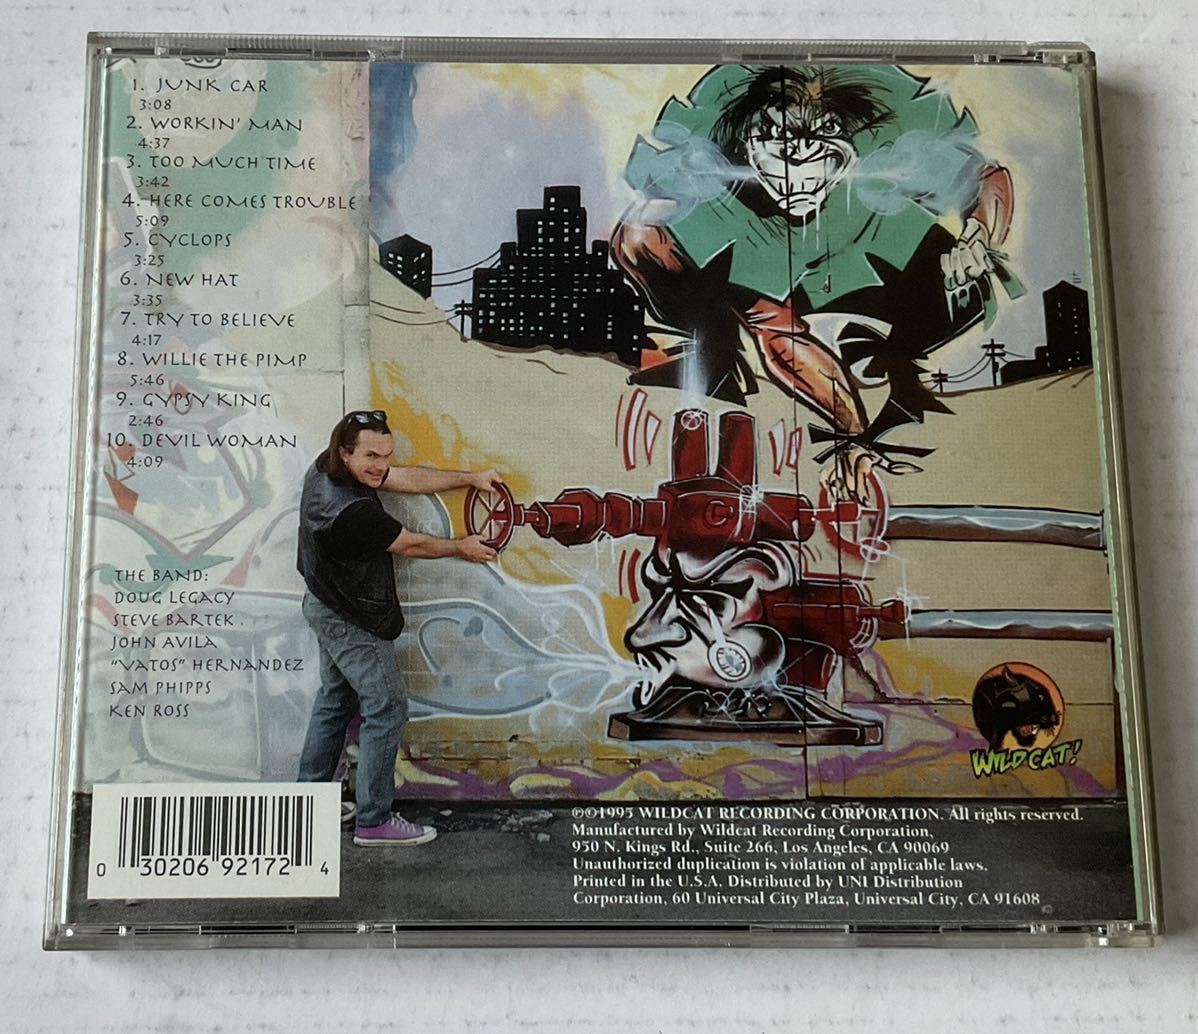 1. JUNK CAR
3:08
2. WORKIN' MAN
4:37
3. TOO MUCH TIME
3:42
4. HERE COMES TROUBLE
5:09
5. CYCLOPS
3:25
6. NEW HAT
3:35
7. TRY TO BELIEVE
4:17
8. WILLIE THE PIMP
5:46
9. GYPSY KING
2:46
10. DEVIL WOMAN
4:09
THE BAND:
DOUG LEGACY
STEVE BARTEK
JOHN AVILA
"VATOS" HERNANDEZ
SAM PHIPPS
KEN ROSS
WILDCAT!
0 30206 92172 4
℗©1995 WILDCAT RECORDING CORPORATION. All rights reserved.
Manufactured by Wildcat Recording Corporation,
950 N. Kings Rd., Suite 266, Los Angeles, CA 90069
Unauthorized duplication is violation of applicable laws.
Printed in the U.S.A. Distributed by UNI Distribution
Corporation, 60 Universal City Plaza, Universal City, CA 91608